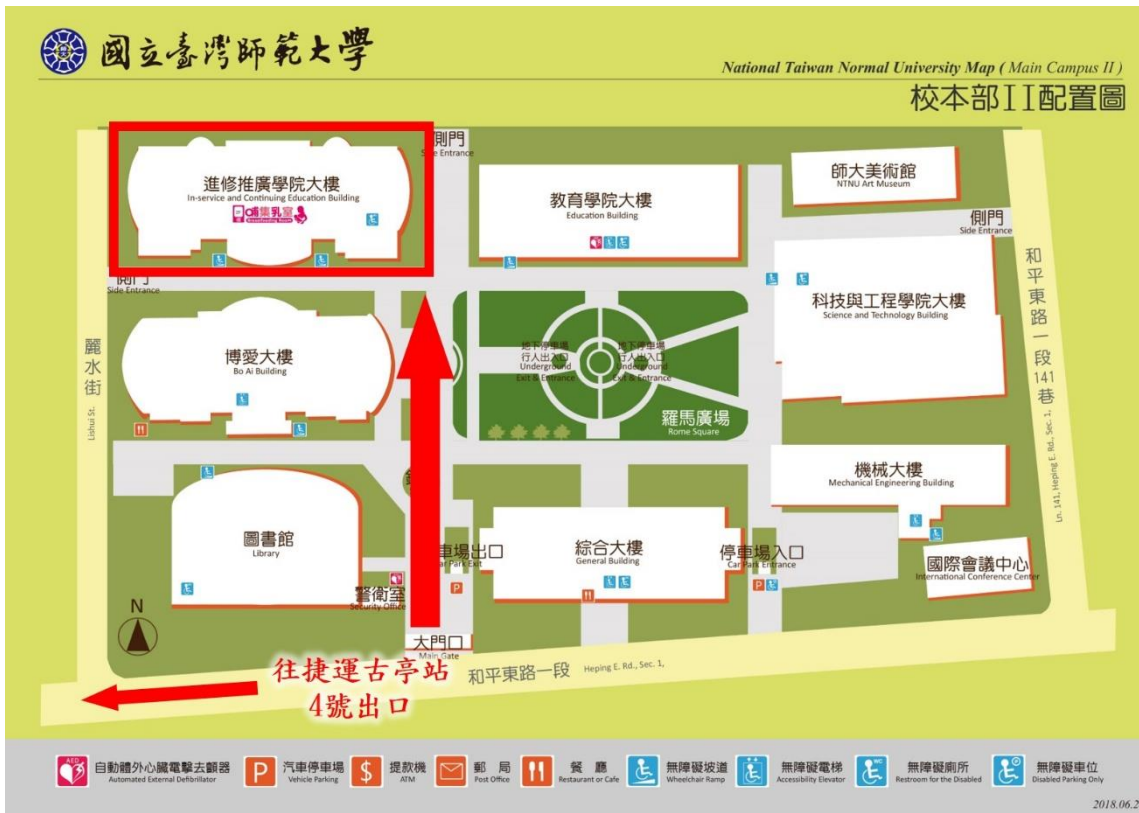 國立臺灣師範大學
National Taiwan Normal University Map ( Main Campus II )
校本部II配置圖
側門
Side Entrance
進修推廣學院大樓
In-service and Continuing Education Building
哺集乳室
Breastfeeding Room
教育學院大樓
Education Building
師大美術館
NTNU Art Museum
側門
Side Entrance
側門
Side Entrance
科技與工程學院大樓
Science and Technology Building
和平東路一段141巷
Ln. 141, Heping E. Rd., Sec. 1,
麗水街
Lishui St.
博愛大樓
Bo Ai Building
地下停車場
行人出入口
Underground
Exit & Entrance
地下停車場
行人出入口
Underground
Exit & Entrance
羅馬廣場
Rome Square
機械大樓
Mechanical Engineering Building
圖書館
Library
車場出口
Car Park Exit
綜合大樓
General Building
停車場入口
Car Park Entrance
國際會議中心
International Conference Center
警衛室
Security Office
P
P
N
大門口
Main Gate
往捷運古亭站
4號出口
和平東路一段 Heping E. Rd., Sec. 1,
AED
自動體外心臟電擊去顫器
Automated External Defibrillator
P
汽車停車場
Vehicle Parking
$
提款機
ATM
郵局
Post Office
餐廳
Restaurant or Cafe
無障礙坡道
Wheelchair Ramp
無障礙電梯
Accessibility Elevator
WC
無障礙廁所
Restroom for the Disabled
P
無障礙車位
Disabled Parking Only